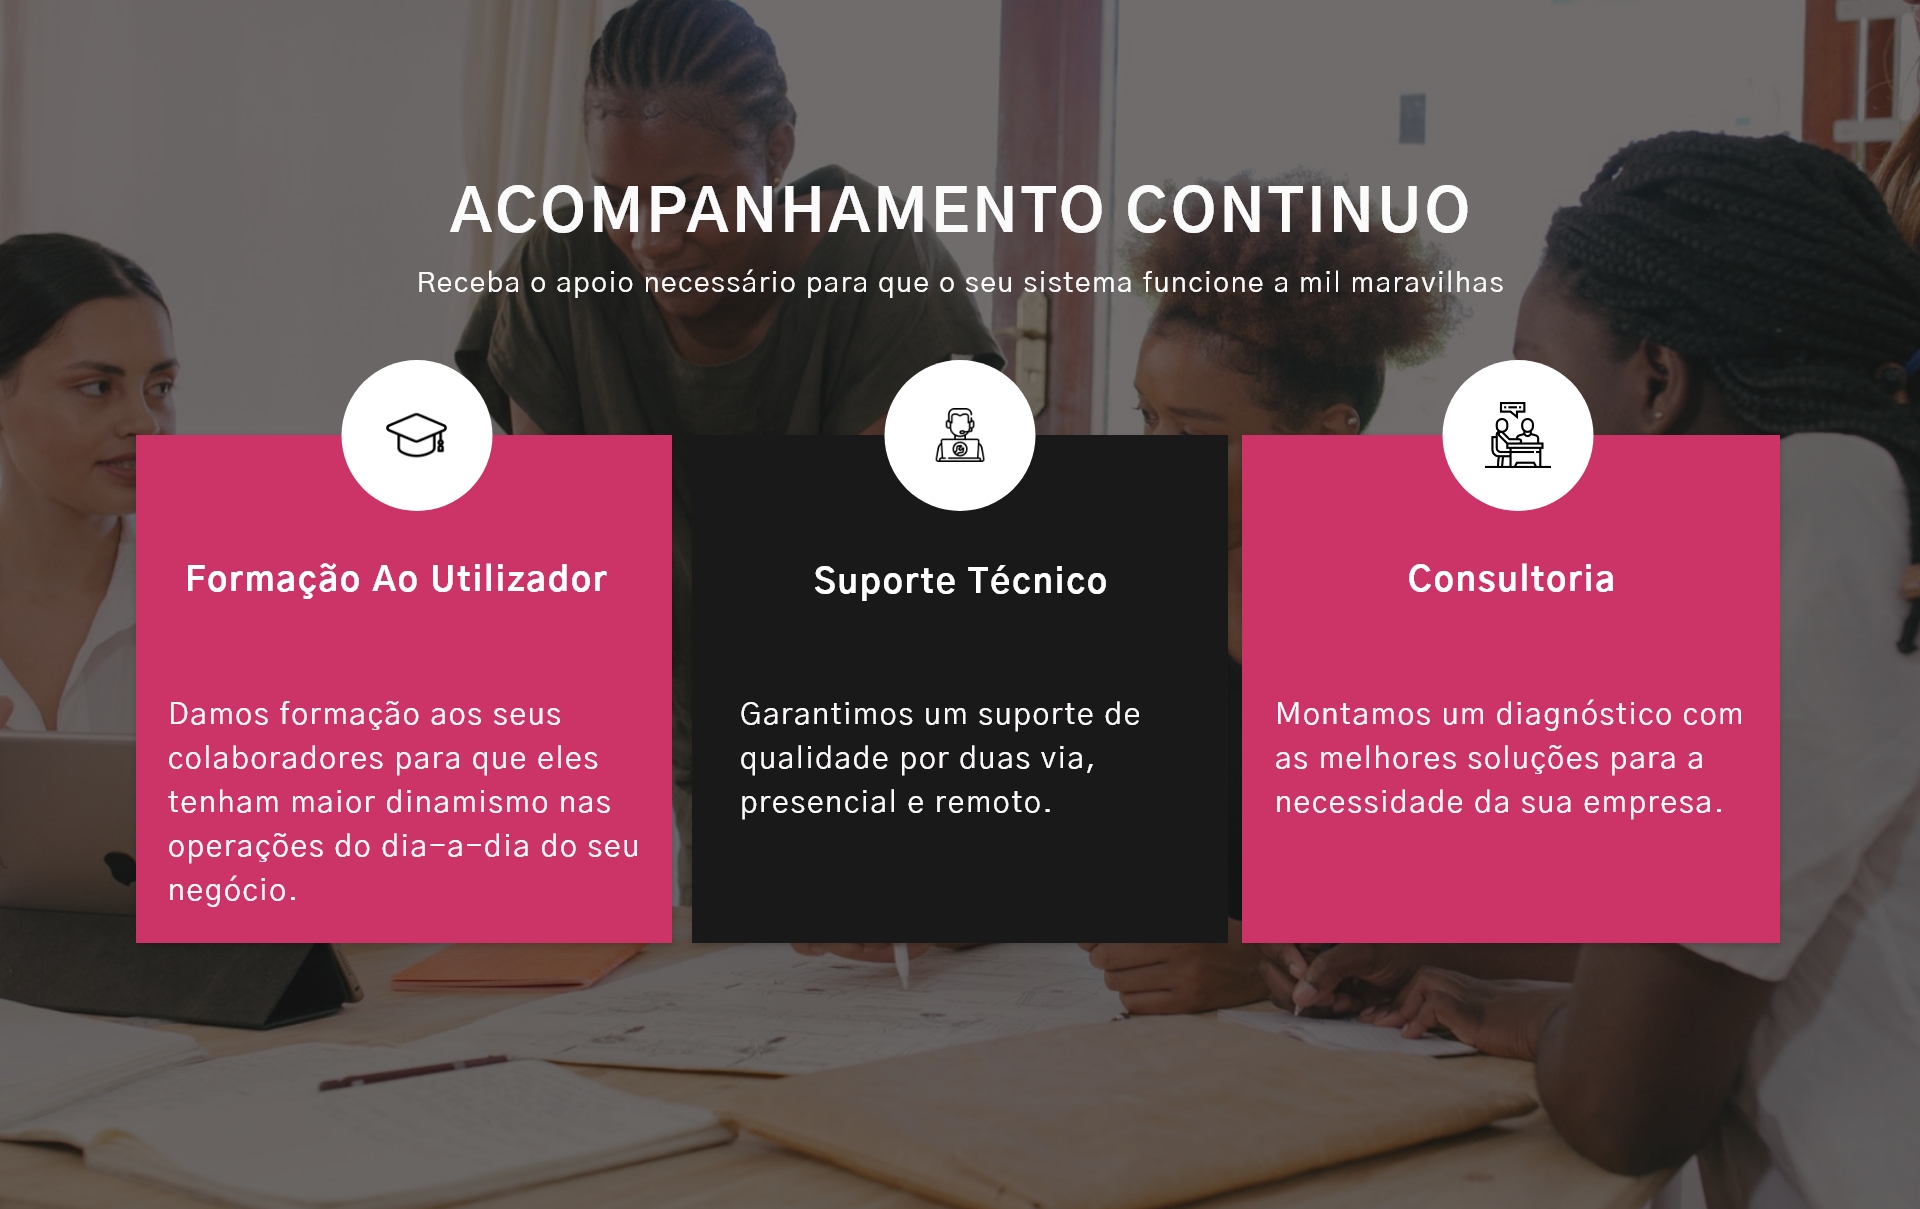 ACOMPANHAMENTO CONTINUO
Receba o apoio necessário para que o seu sistema funcione a mil maravilhas
Formação Ao Utilizador
Damos formação aos seus
colaboradores para que eles
tenham maior dinamismo nas
operações do dia-a-dia do seu
negócio.
Suporte Técnico
Garantimos um suporte de
qualidade por duas via,
presencial e remoto.
Consultoria
Montamos um diagnóstico com
as melhores soluções para a
necessidade da sua empresa.